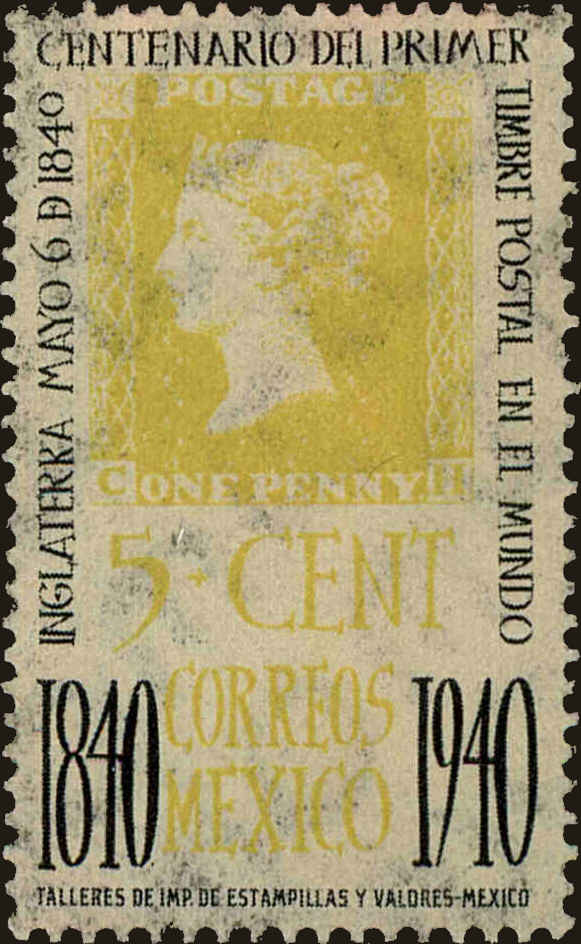 CENTENARIO DEL PRIMER
TIMBRE POSTAL EN EL MUNDO
INGLATERRA MAYO 6 D 1840
POSTAGE
C ONE PENNY. H
5·CENT
CORREOS
MEXICO
1840
1940
TALLERES DE IMP. DE ESTAMPILLAS Y VALORES-MEXICO